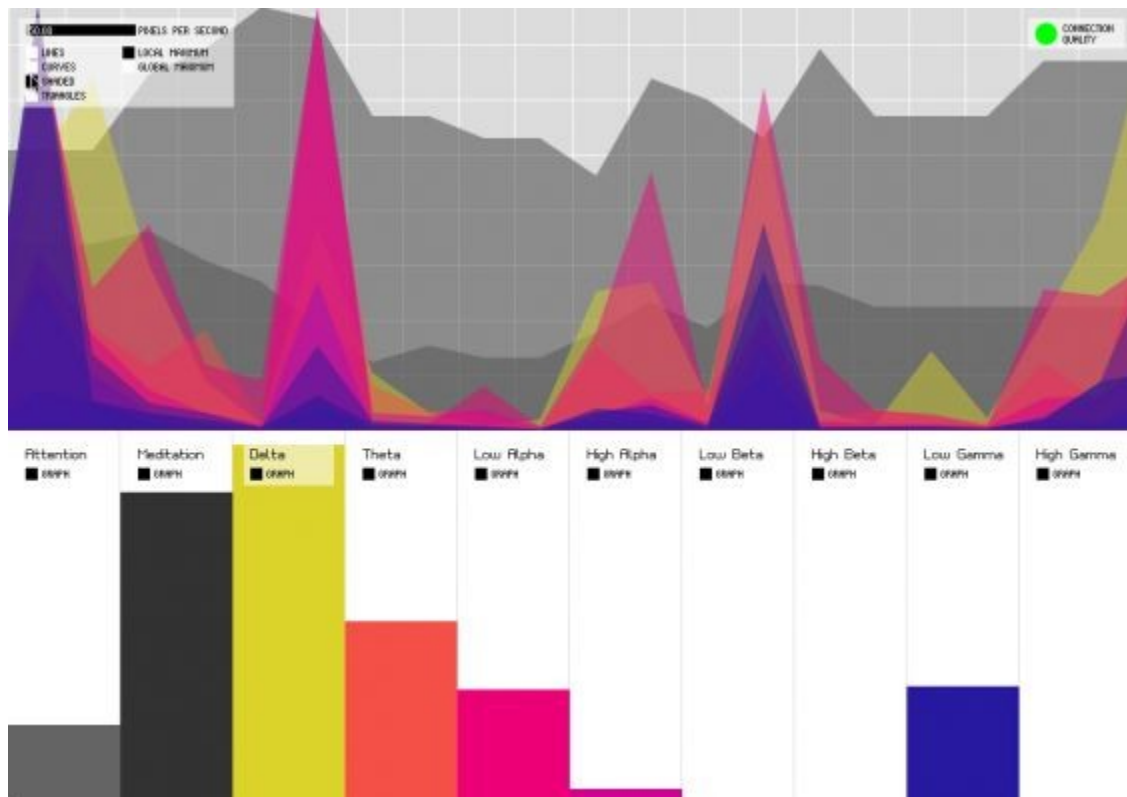 50.00 PIXELS PER SECOND
LINES
CURVES
SHADED
TRIANGLES
LOCAL MAXIMUM
GLOBAL MAXIMUM
CONNECTION
QUALITY
Attention
GRAPH
Meditation
GRAPH
Delta
GRAPH
Theta
GRAPH
Low Alpha
GRAPH
High Alpha
GRAPH
Low Beta
GRAPH
High Beta
GRAPH
Low Gamma
GRAPH
High Gamma
GRAPH